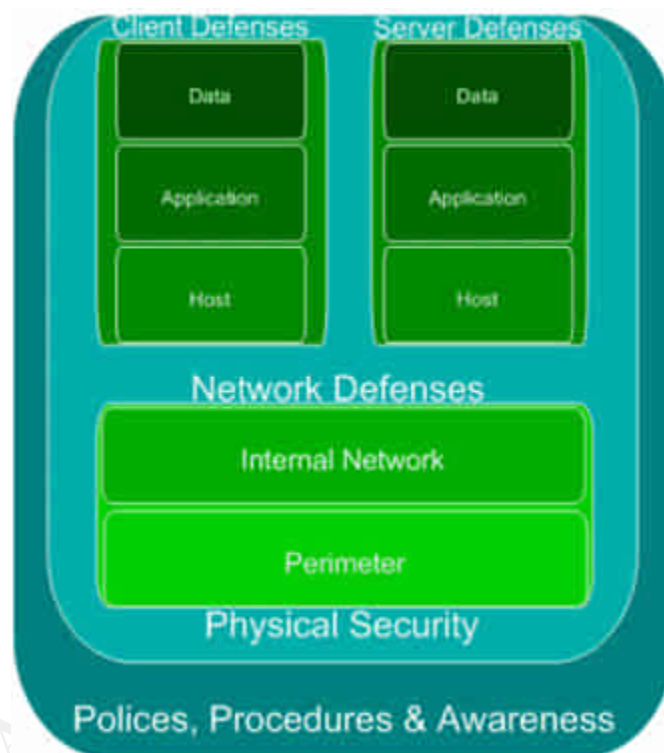 Client Defenses
Server Defenses
Data
Application
Host
Data
Application
Host
Network Defenses
Internal Network
Perimeter
Physical Security
Polices, Procedures & Awareness